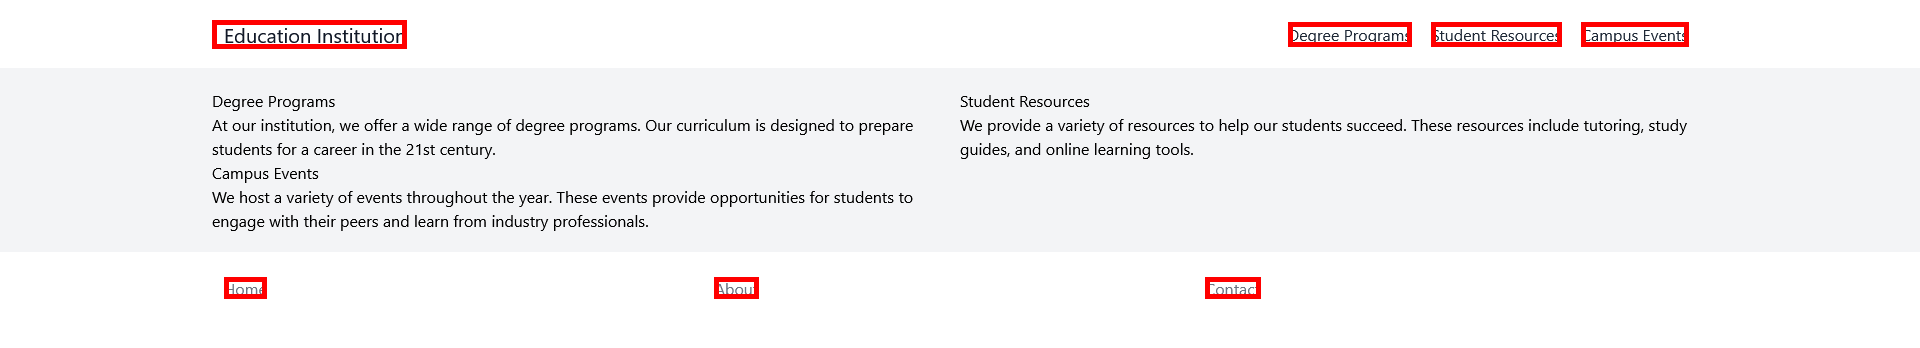 Education Institution
Degree Programs
Student Resources
Campus Events
Degree Programs
At our institution, we offer a wide range of degree programs. Our curriculum is designed to prepare
students for a career in the 21st century.
Campus Events
We host a variety of events throughout the year. These events provide opportunities for students to
engage with their peers and learn from industry professionals.
Student Resources
We provide a variety of resources to help our students succeed. These resources include tutoring, study
guides, and online learning tools.
Home
About
Contact